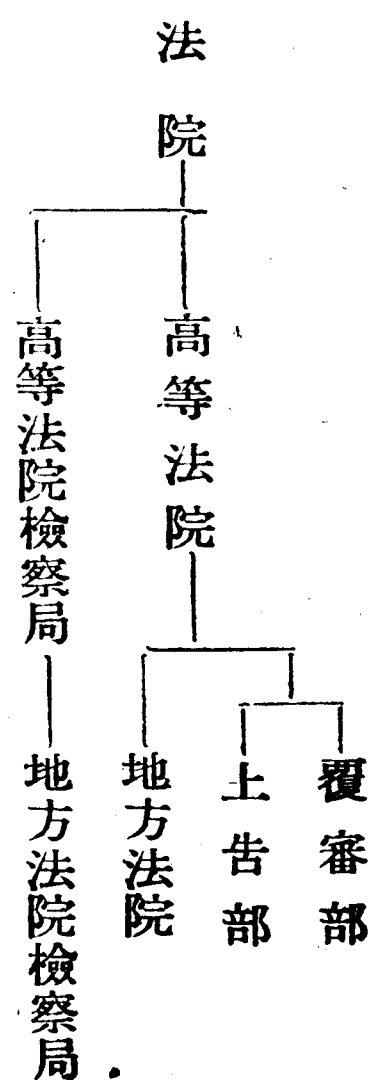 法院
高等法院
覆審部
上告部
地方法院
高等法院檢察局
地方法院檢察局